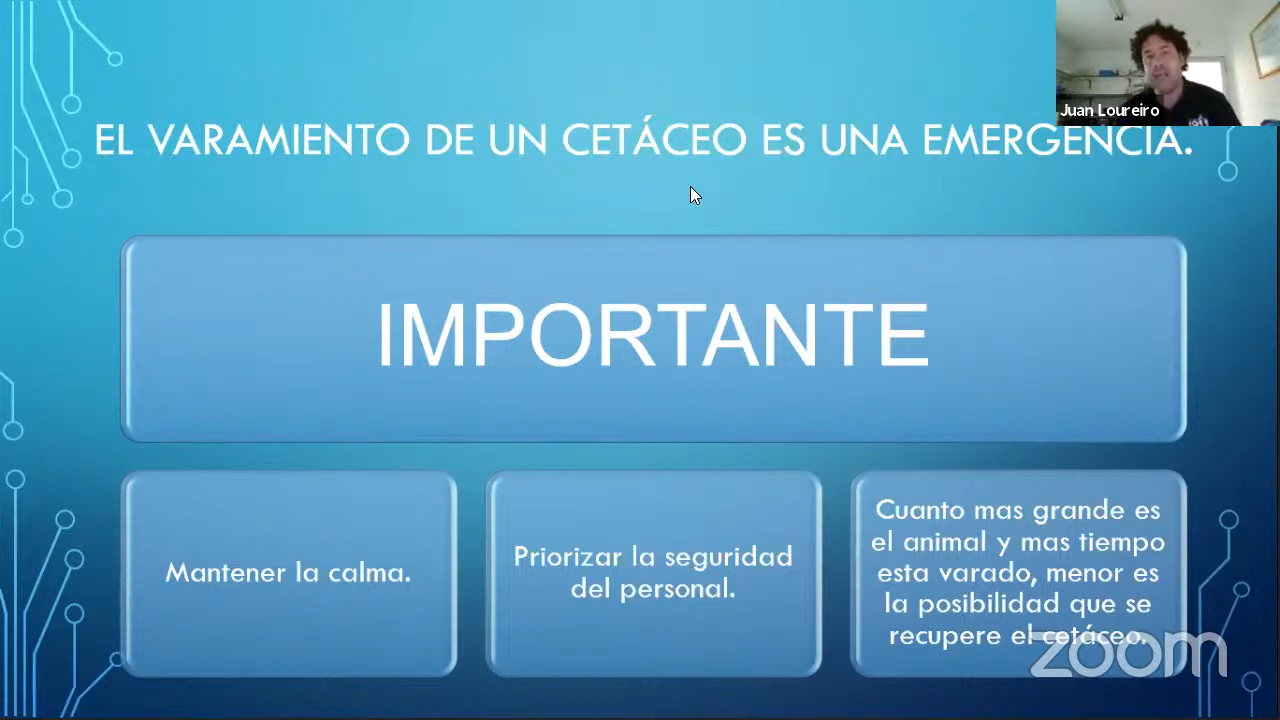 Juan Loureiro
EL VARAMIENTO DE UN CETÁCEO ES UNA EMERGENCIA.
IMPORTANTE
Mantener la calma.
Priorizar la seguridad
del personal.
Cuanto mas grande es
el animal y mas tiempo
esta varado, menor es
la posibilidad que se
recupere el cetáceo.
zoom